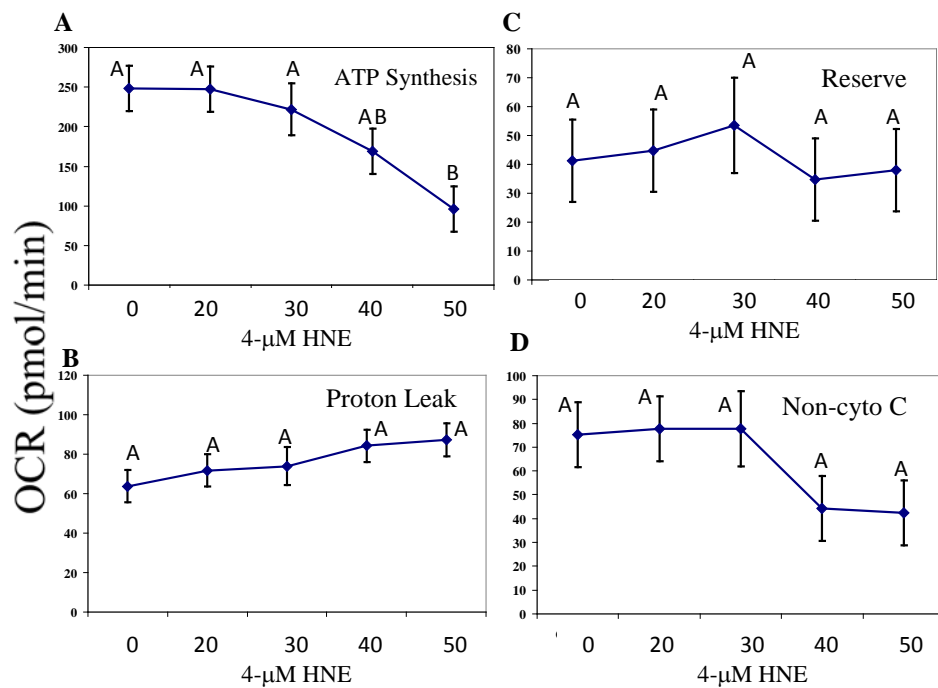 OCR (pmol/min)
A
ATP Synthesis
300
250
200
150
100
50
0
A
A
A
A B
B
0 20 30 40 50
4-μM HNE
B
Proton Leak
120
100
80
60
40
20
0
A
A
A
A
A
0 20 30 40 50
4-μM HNE
C
Reserve
80
70
60
50
40
30
20
10
0
A
A
A
A
A
0 20 30 40 50
4-μM HNE
D
Non-cyto C
100
90
80
70
60
50
40
30
20
10
0
A
A
A
A
A
0 20 30 40 50
4-μM HNE